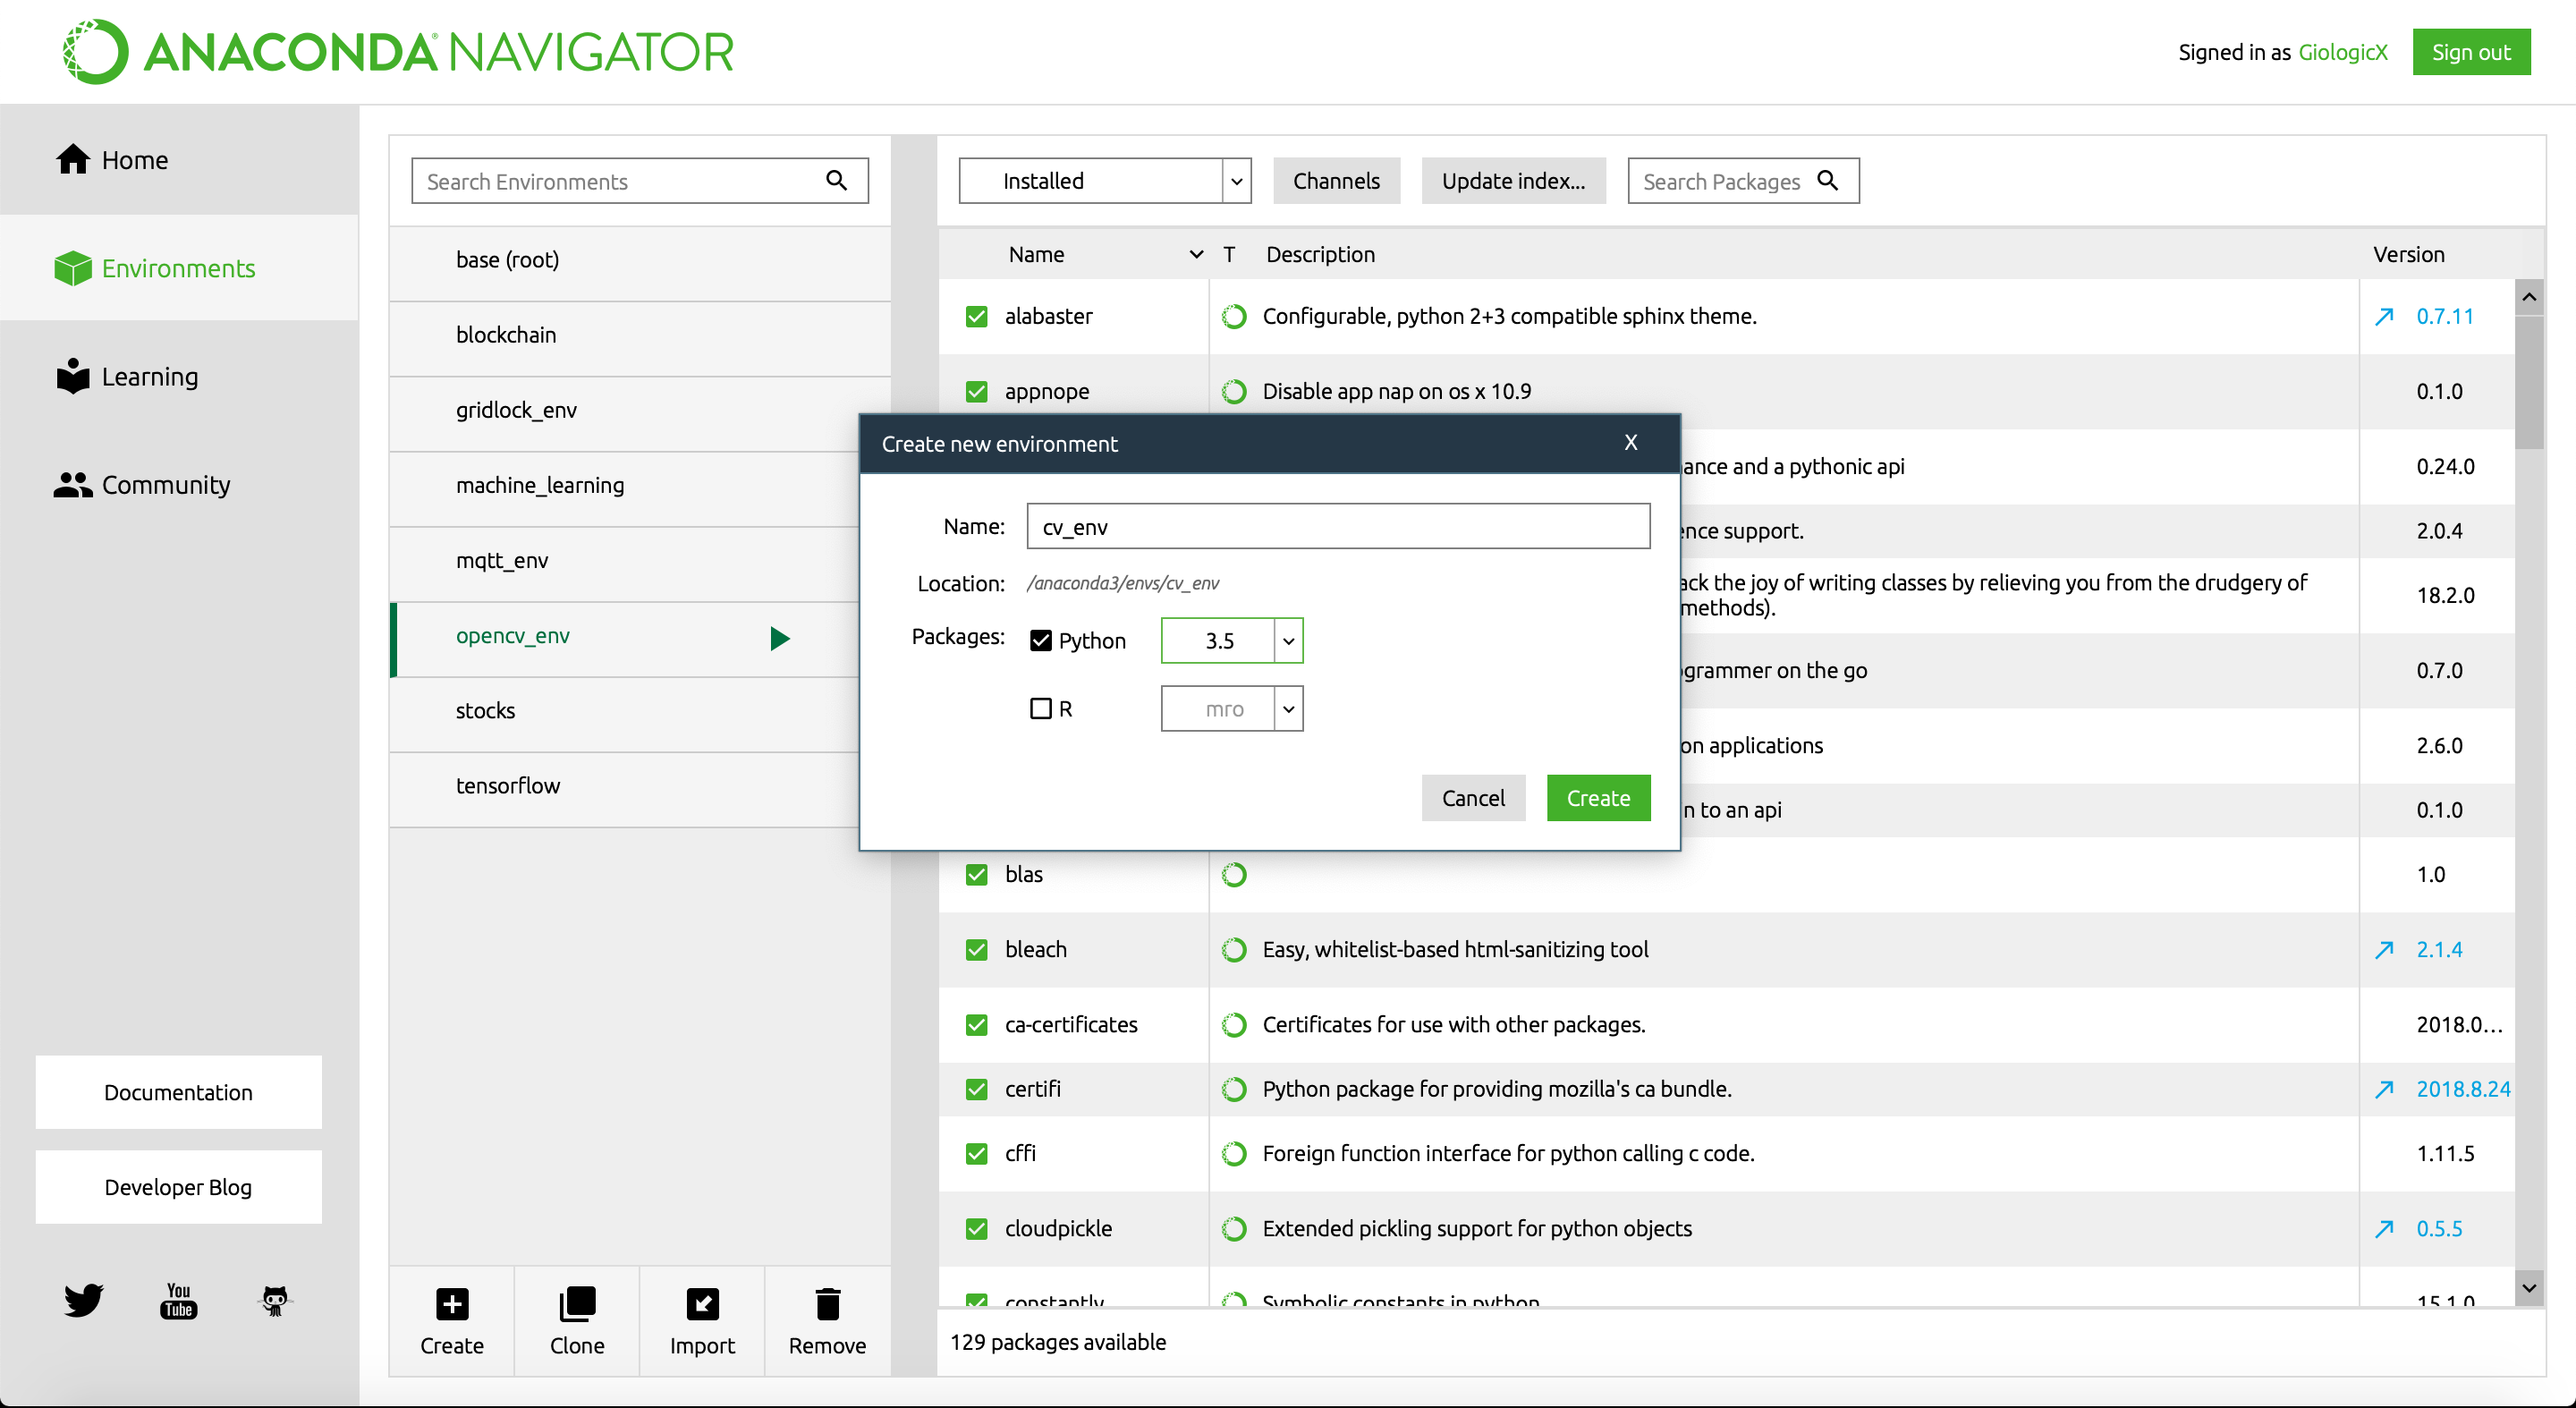 ANACONDA NAVIGATOR
Signed in as GiologicX
Sign out
Home
Environments
Learning
Community
Documentation
Developer Blog
You
Tube
Search Environments
base (root)
blockchain
gridlock_env
machine_learning
mqtt_env
opencv_env
stocks
tensorflow
Create
Clone
Import
Remove
Installed
Channels
Update index...
Search Packages
Name T Description Version
alabaster Configurable, python 2+3 compatible sphinx theme. 0.7.11
appnope Disable app nap on os x 10.9 0.1.0
and a pythonic api 0.24.0
support. 2.0.4
the joy of writing classes by relieving you from the drudgery of
methods). 18.2.0
on the go 0.7.0
on applications 2.6.0
to an api 0.1.0
blas 1.0
bleach Easy, whitelist-based html-sanitizing tool 2.1.4
ca-certificates Certificates for use with other packages. 2018.0...
certifi Python package for providing mozilla's ca bundle. 2018.8.24
cffi Foreign function interface for python calling c code. 1.11.5
cloudpickle Extended pickling support for python objects 0.5.5
constantly Symbolic constants in python 15.1.0
129 packages available
Create new environment X
Name: cv_env
Location: /anaconda3/envs/cv_env
Packages: Python 3.5
R mro
Cancel
Create